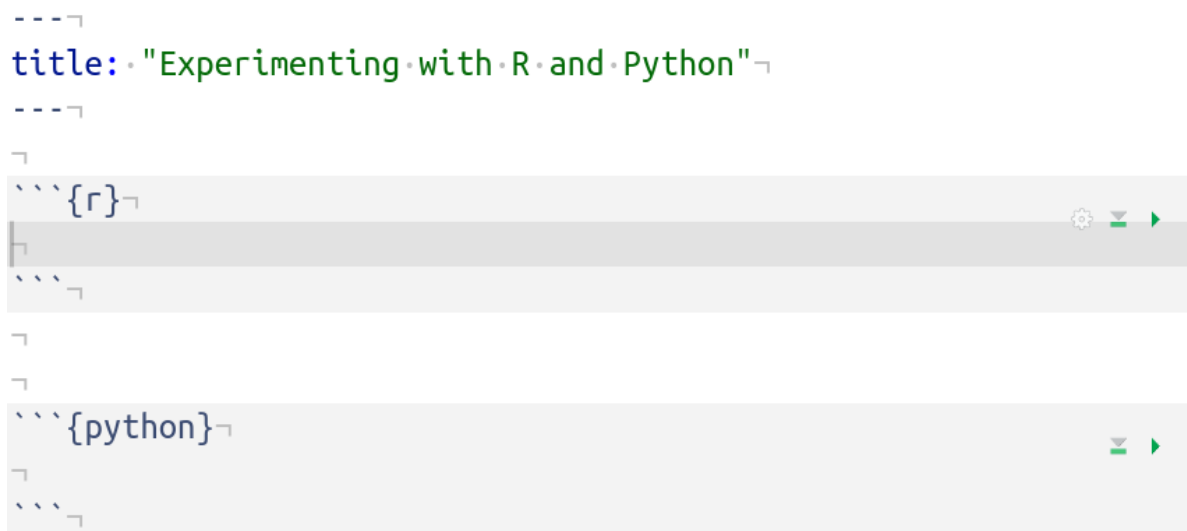 ---
title: "Experimenting with R and Python"
---
```{r}
```
```{python}
```